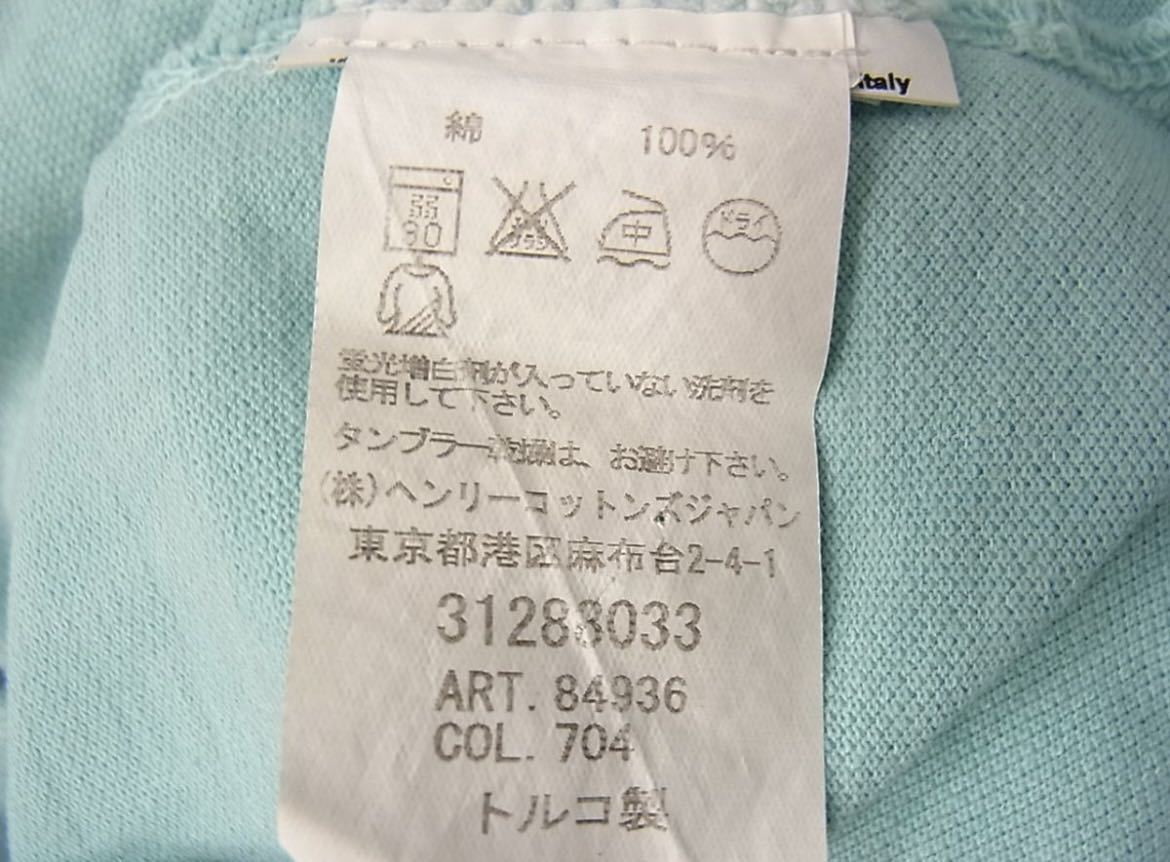 Italy
綿 100%
弱 中 ドライ
30
蛍光増白剤が入っていない洗剤を
使用して下さい。
タンブラー乾燥は、お避け下さい。
(株)ヘンリーコットンズジャパン
東京都港区麻布台2-4-1
31288033
ART. 84936
COL. 704
トルコ製